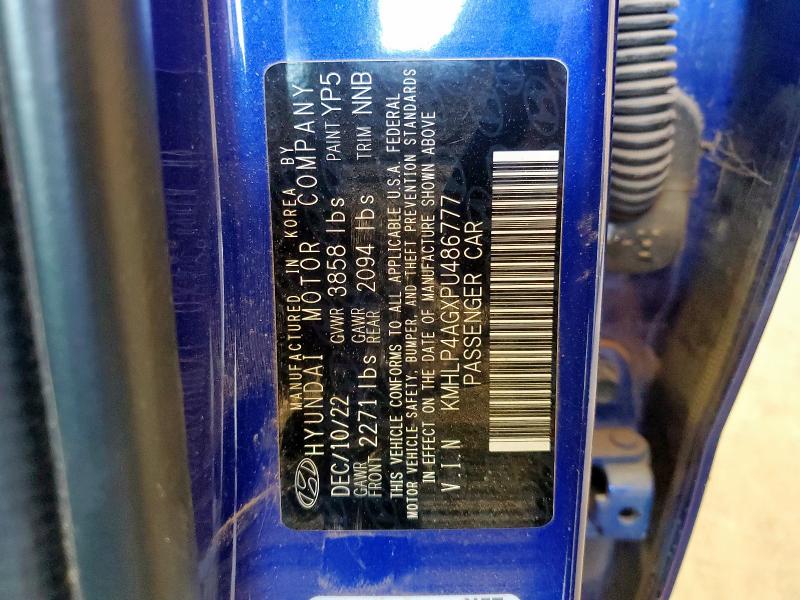 MANUFACTURED IN KOREA BY
HYUNDAI MOTOR COMPANY
DEC/10/22 GVWR 3858 lbs PAINT YP5
GAWR FRONT 2271 lbs GAWR REAR 2094 lbs TRIM NNB
THIS VEHICLE CONFORMS TO ALL APPLICABLE U.S.A. FEDERAL
MOTOR VEHICLE SAFETY, BUMPER, AND THEFT PREVENTION STANDARDS
IN EFFECT ON THE DATE OF MANUFACTURE SHOWN ABOVE
V I N KMHLP4AGXPU486777
PASSENGER CAR